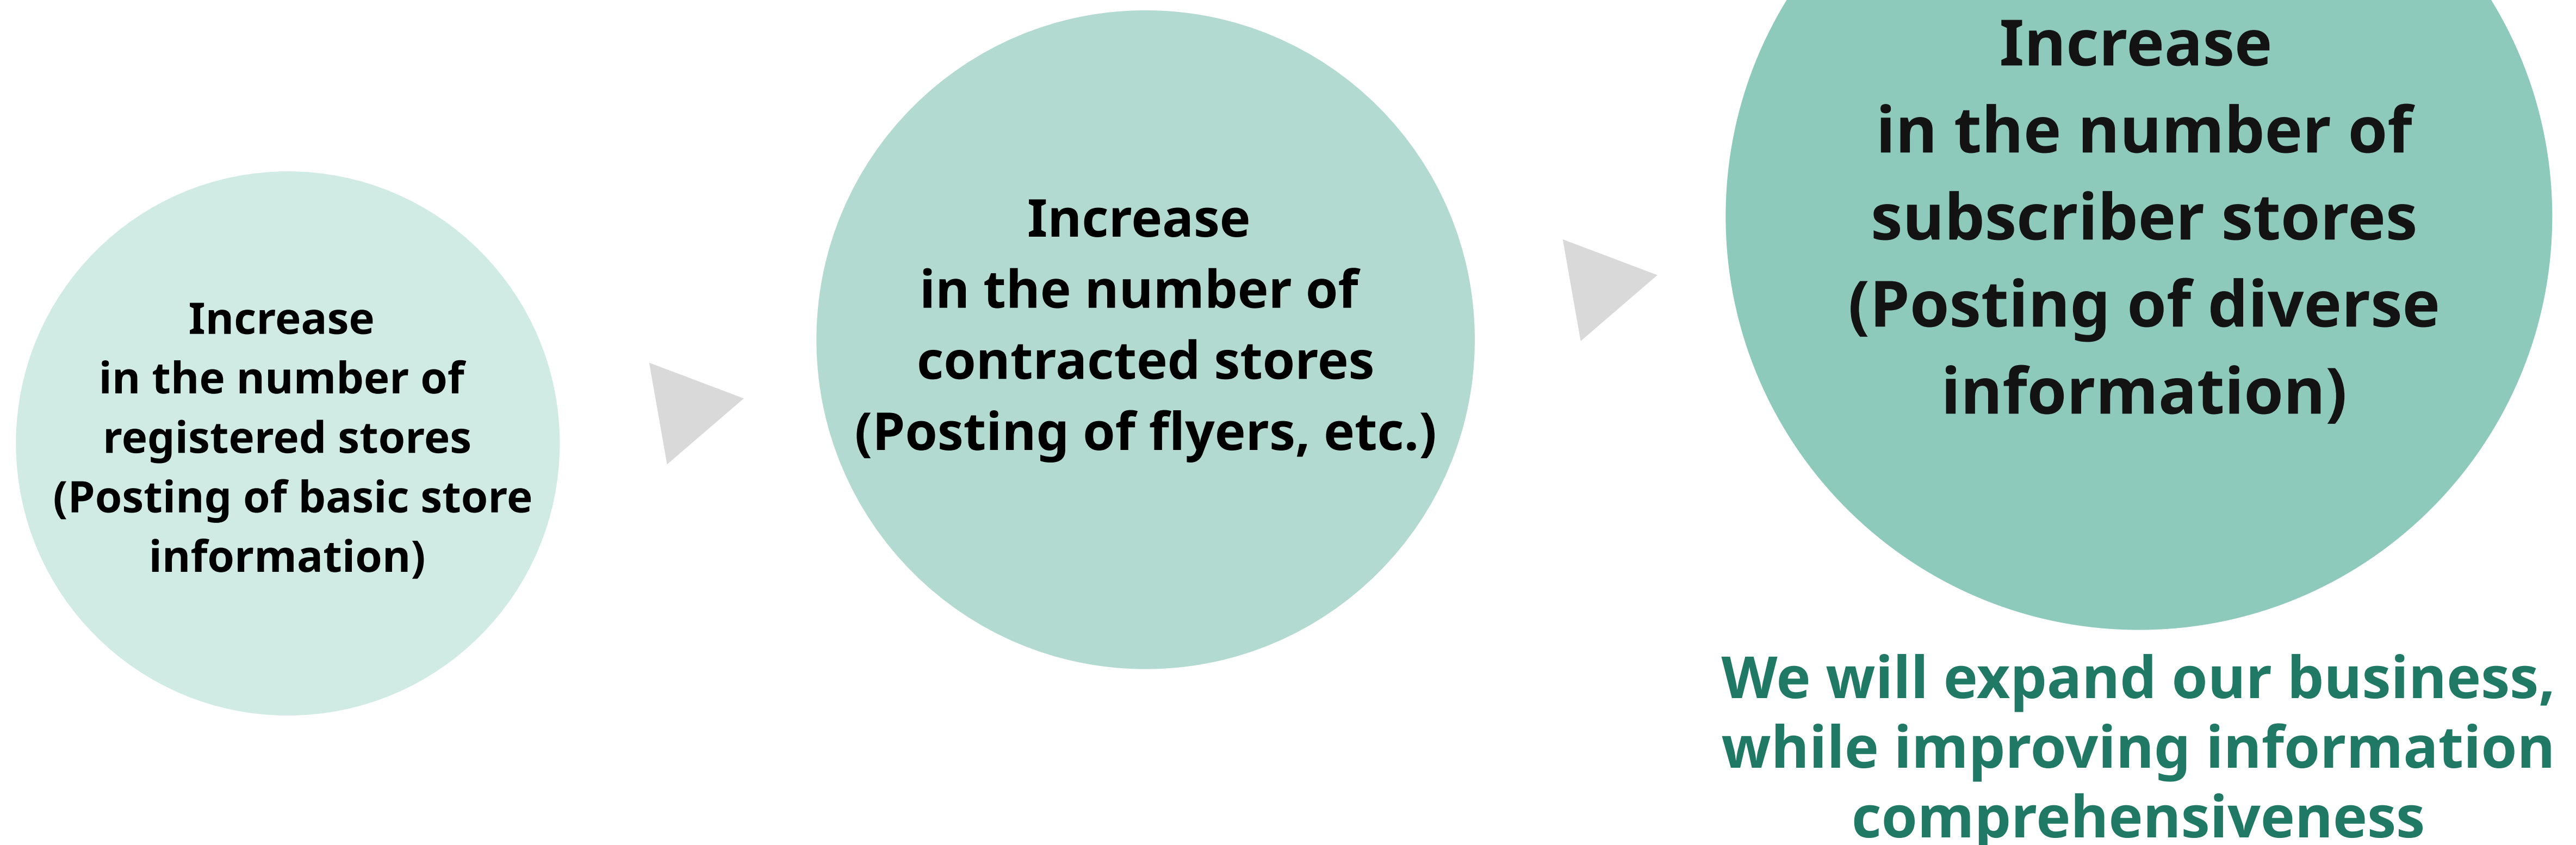 Increase
in the number of
registered stores
(Posting of basic store
information)
Increase
in the number of
contracted stores
(Posting of flyers, etc.)
Increase
in the number of
subscriber stores
(Posting of diverse
information)
We will expand our business,
while improving information
comprehensiveness